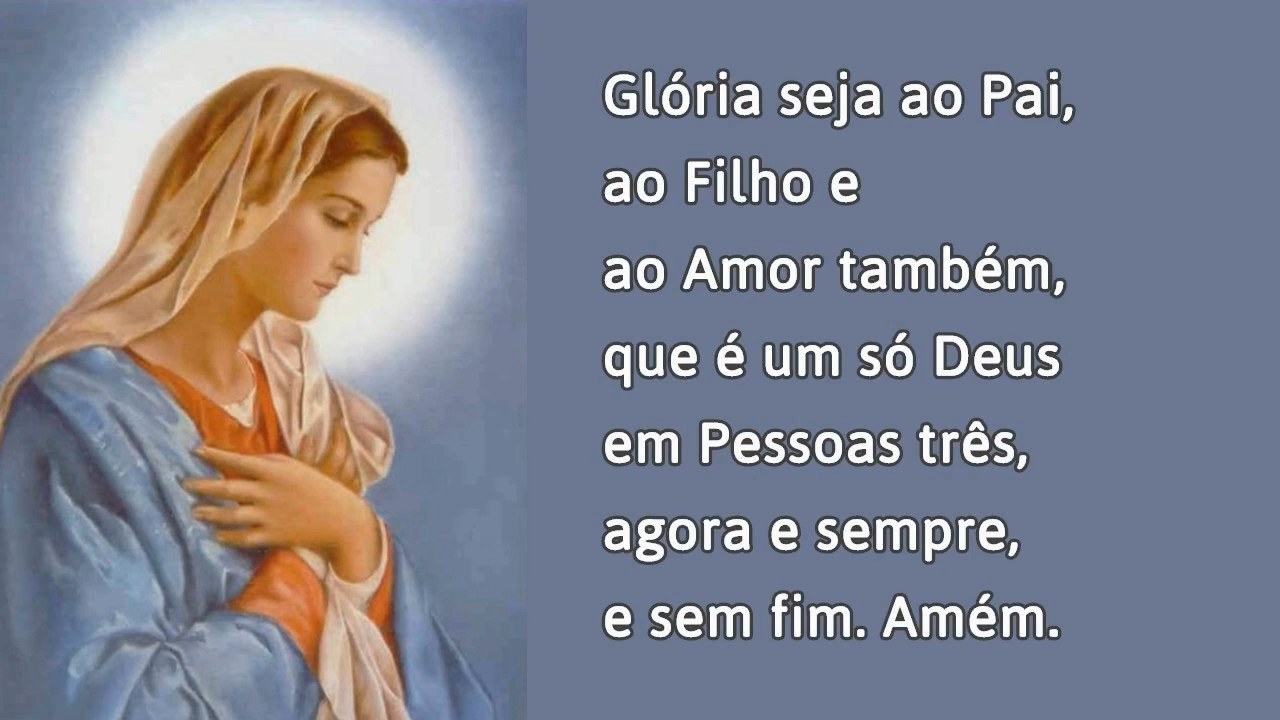 Glória seja ao Pai,
ao Filho e
ao Amor também,
que é um só Deus
em Pessoas três,
agora e sempre,
e sem fim. Amém.